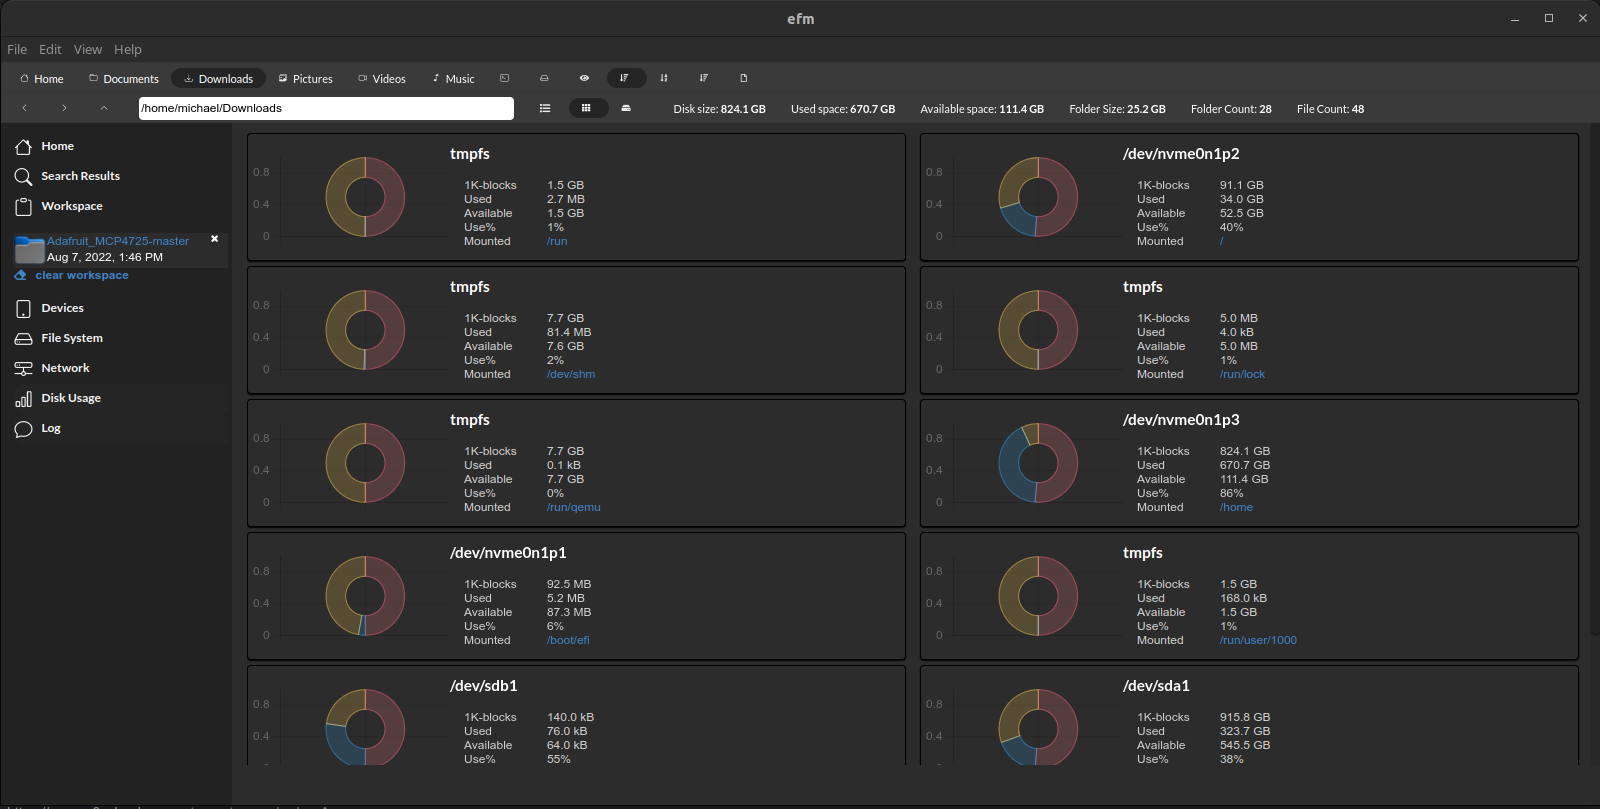 efm
File Edit View Help
Home Documents Downloads Pictures Videos Music
/home/michael/Downloads Disk size: 824.1 GB Used space: 670.7 GB Available space: 111.4 GB Folder Size: 25.2 GB Folder Count: 28 File Count: 48
Home
Search Results
Workspace
Adafruit_MCP4725-master
Aug 7, 2022, 1:46 PM
clear workspace
Devices
File System
Network
Disk Usage
Log
tmpfs
0.8
0.4
0
1K-blocks 1.5 GB
Used 2.7 MB
Available 1.5 GB
Use% 1%
Mounted /run
/dev/nvme0n1p2
0.8
0.4
0
1K-blocks 91.1 GB
Used 34.0 GB
Available 52.5 GB
Use% 40%
Mounted /
tmpfs
0.8
0.4
0
1K-blocks 7.7 GB
Used 81.4 MB
Available 7.6 GB
Use% 2%
Mounted /dev/shm
tmpfs
0.8
0.4
0
1K-blocks 5.0 MB
Used 4.0 kB
Available 5.0 MB
Use% 1%
Mounted /run/lock
tmpfs
0.8
0.4
0
1K-blocks 7.7 GB
Used 0.1 kB
Available 7.7 GB
Use% 0%
Mounted /run/qemu
/dev/nvme0n1p3
0.8
0.4
0
1K-blocks 824.1 GB
Used 670.7 GB
Available 111.4 GB
Use% 86%
Mounted /home
/dev/nvme0n1p1
0.8
0.4
0
1K-blocks 92.5 MB
Used 5.2 MB
Available 87.3 MB
Use% 6%
Mounted /boot/efi
tmpfs
0.8
0.4
0
1K-blocks 1.5 GB
Used 168.0 kB
Available 1.5 GB
Use% 1%
Mounted /run/user/1000
/dev/sdb1
0.8
0.4
1K-blocks 140.0 kB
Used 76.0 kB
Available 64.0 kB
Use% 55%
/dev/sda1
0.8
0.4
1K-blocks 915.8 GB
Used 323.7 GB
Available 545.5 GB
Use% 38%